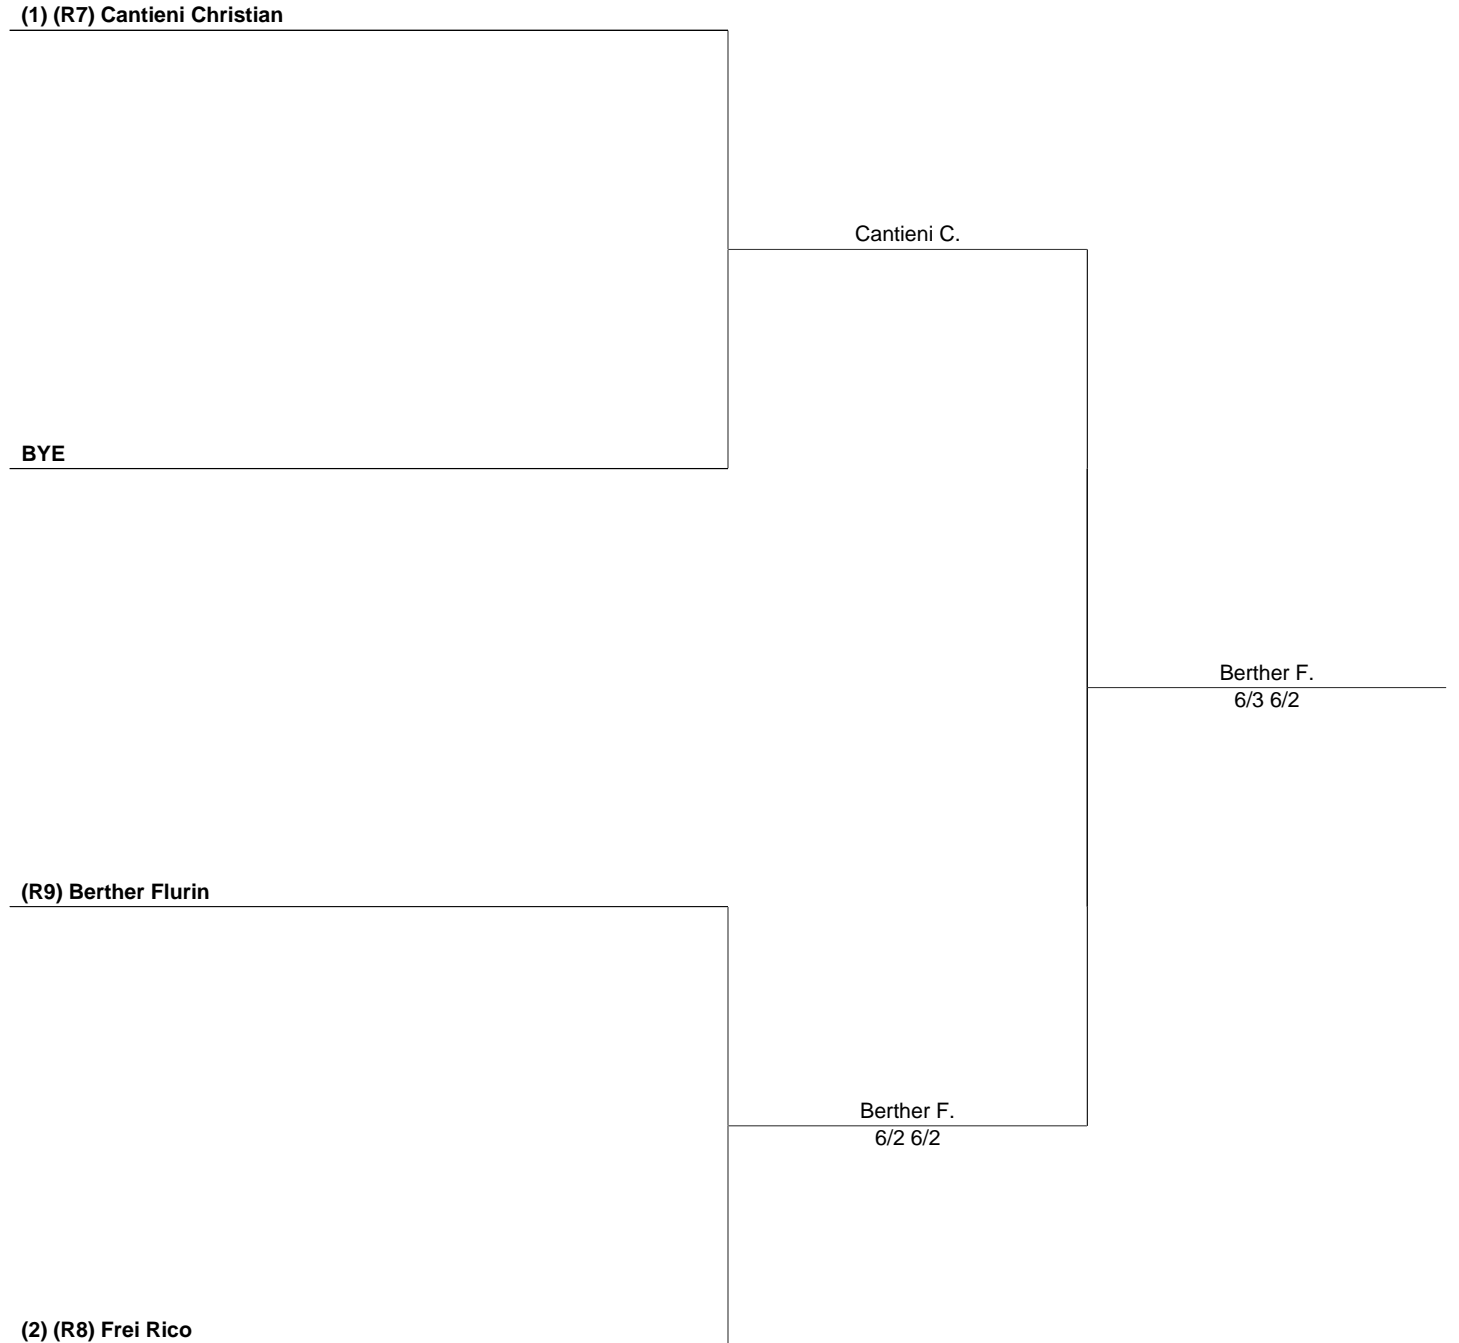 (1) (R7) Cantieni Christian
Cantieni C.
BYE
Berther F.
6/3 6/2
(R9) Berther Flurin
Berther F.
6/2 6/2
(2) (R8) Frei Rico